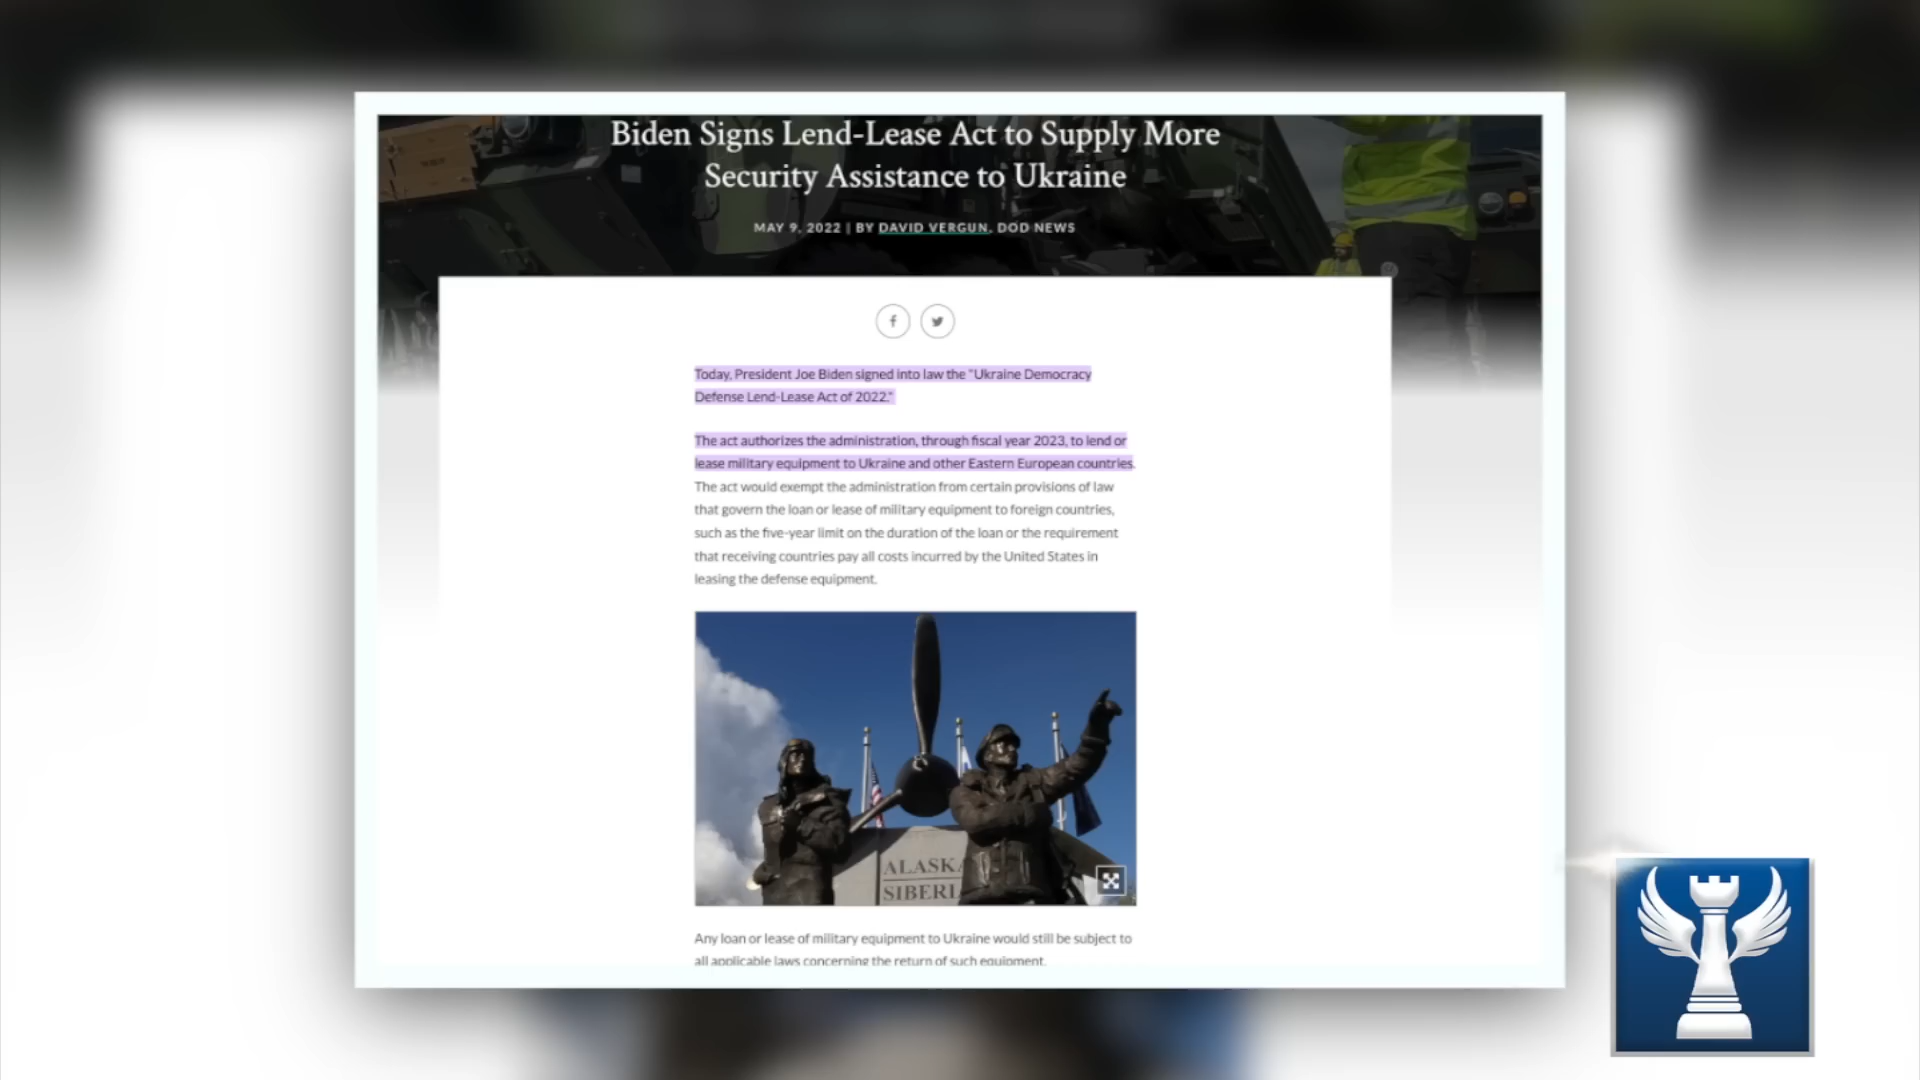 Biden Signs Lend-Lease Act to Supply More
Security Assistance to Ukraine
MAY 9, 2022 | BY DAVID VERGUN, DOD NEWS
Today, President Joe Biden signed into law the "Ukraine Democracy
Defense Lend-Lease Act of 2022."
The act authorizes the administration, through fiscal year 2023, to lend or
lease military equipment to Ukraine and other Eastern European countries.
The act would exempt the administration from certain provisions of law
that govern the loan or lease of military equipment to foreign countries,
such as the five-year limit on the duration of the loan or the requirement
that receiving countries pay all costs incurred by the United States in
leasing the defense equipment.
ALASKA
SIBERI
Any loan or lease of military equipment to Ukraine would still be subject to
all applicable laws concerning the return of such equipment.